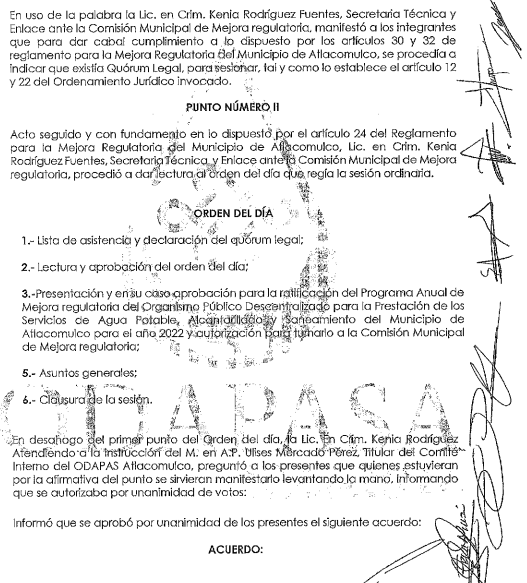 En uso de la palabra la Lic. en Crim. Kenia Rodríguez Fuentes, Secretaria Técnica y
Enlace ante la Comisión Municipal de Mejora regulatoria, manifestó a los integrantes
que para dar cabal cumplimiento a lo dispuesto por los artículos 30 y 32 de
reglamento para la Mejora Regulatoria del Municipio de Atlacomulco, se procedía a
indicar que existía Quórum Legal, para sesionar, tal y como lo establece el artículo 12
y 22 del Ordenamiento Jurídico invocado.
PUNTO NÚMERO II
Acto seguido y con fundamento en lo dispuesto por el artículo 24 del Reglamento
para la Mejora Regulatoria del Municipio de Atlacomulco, Lic. en Crim. Kenia
Rodríguez Fuentes, Secretaria Técnica, y Enlace ante la Comisión Municipal de Mejora
regulatoria, procedió a dar lectura al orden del día que regía la sesión ordinaria.
ORDEN DEL DÍA
1.- Lista de asistencia y declaración del quórum legal;
2.- Lectura y aprobación del orden del día;
3.-Presentación y en su caso aprobación para la ratificación del Programa Anual de
Mejora regulatoria del Organismo Público Descentralizado para la Prestación de los
Servicios de Agua Potable, Alcantarillado y Saneamiento del Municipio de
Atlacomulco para el año 2022 y autorización para turnarlo a la Comisión Municipal
de Mejora regulatoria;
5.- Asuntos generales;
6.- Clausura de la sesión.
ODAPASA
En desahogo del primer punto del Orden del día, la Lic. en Crim. Kenia Rodríguez
Atendiendo a la instrucción del M. en A.P. Ulises Mercado Pérez, Titular del Comité
Interno del ODAPAS Atlacomulco, preguntó a los presentes que quienes estuvieran
por la afirmativa del punto se sirvieran manifestarlo levantando la mano, informando
que se autorizaba por unanimidad de votos:
Informó que se aprobó por unanimidad de los presentes el siguiente acuerdo:
ACUERDO: